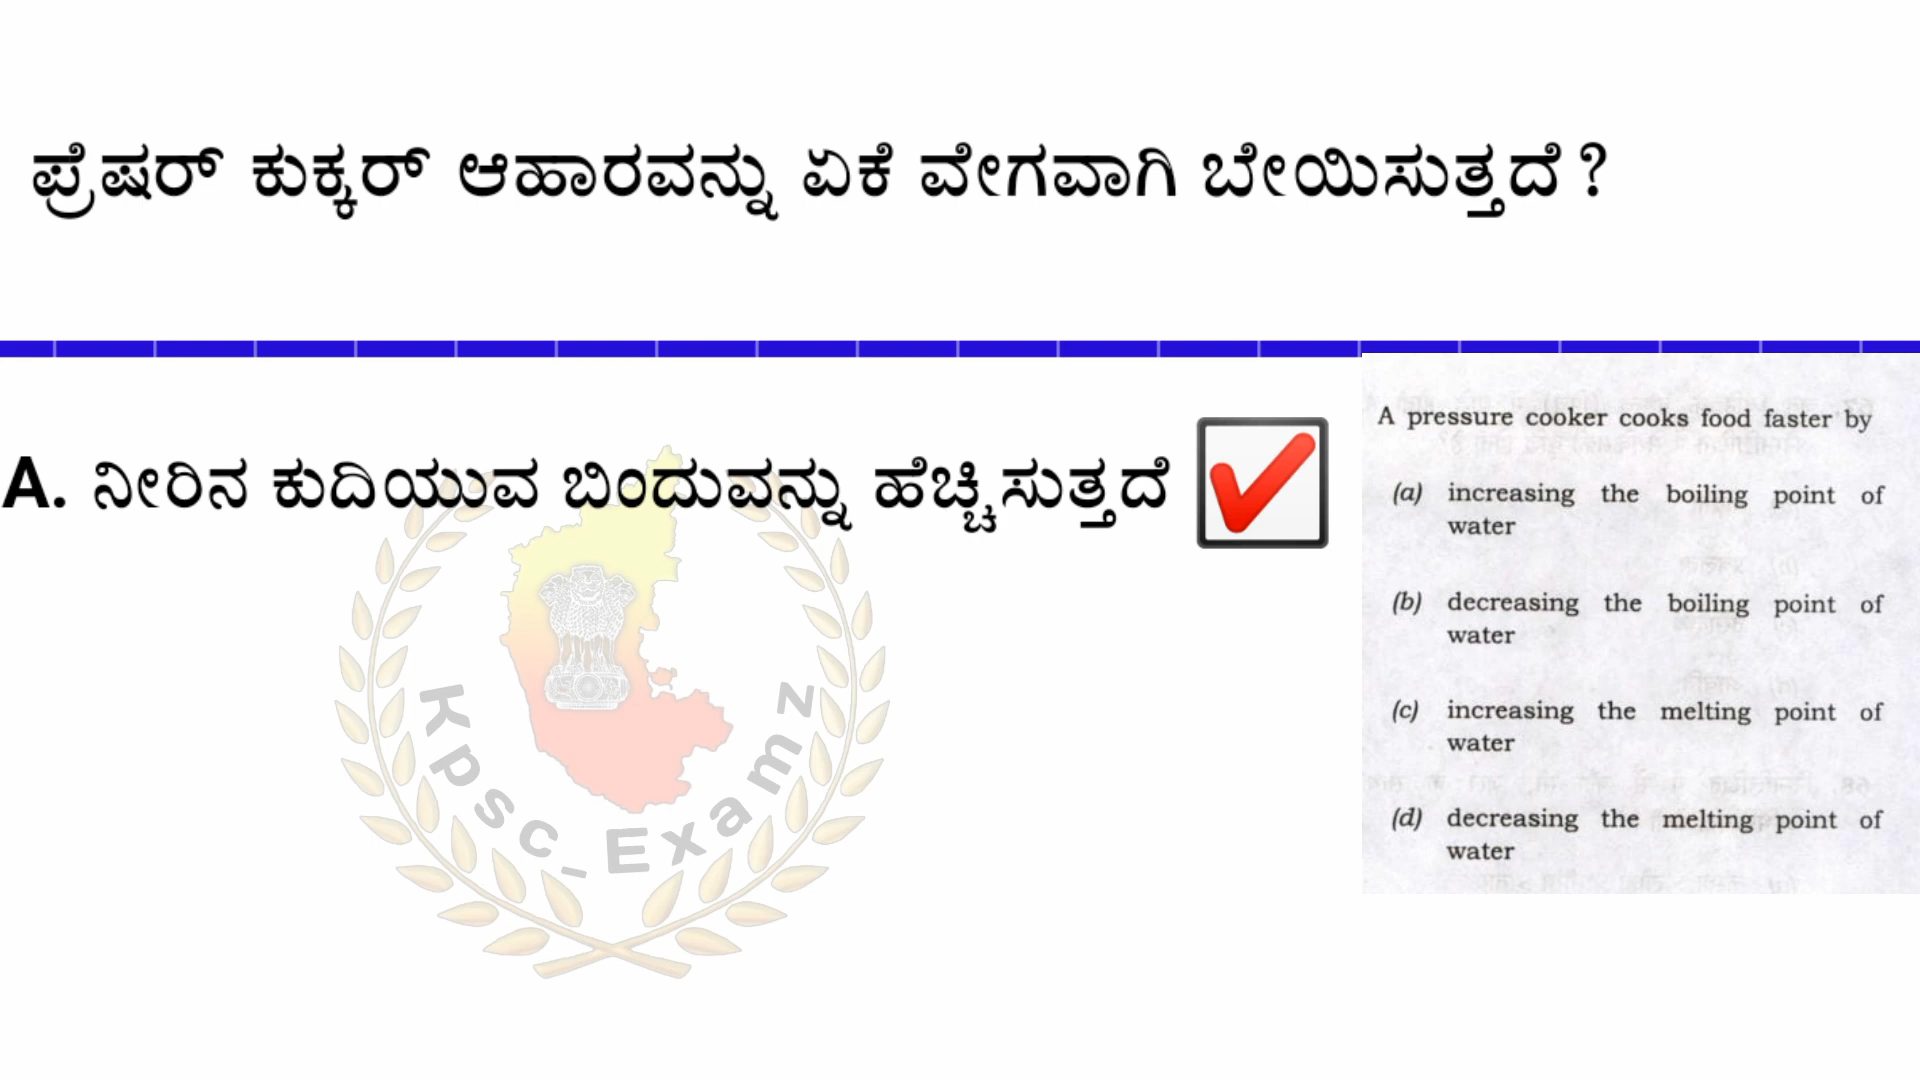 ಪ್ರೆಷರ್ ಕುಕ್ಕರ್ ಆಹಾರವನ್ನು ಏಕೆ ವೇಗವಾಗಿ ಬೇಯಿಸುತ್ತದೆ ?
A. ನೀರಿನ ಕುದಿಯುವ ಬಿಂದುವನ್ನು ಹೆಚ್ಚಿಸುತ್ತದೆ
Kpsc_Examz
A pressure cooker cooks food faster by
(a) increasing the boiling point of
water
(b) decreasing the boiling point of
water
(c) increasing the melting point of
water
(d) decreasing the melting point of
water